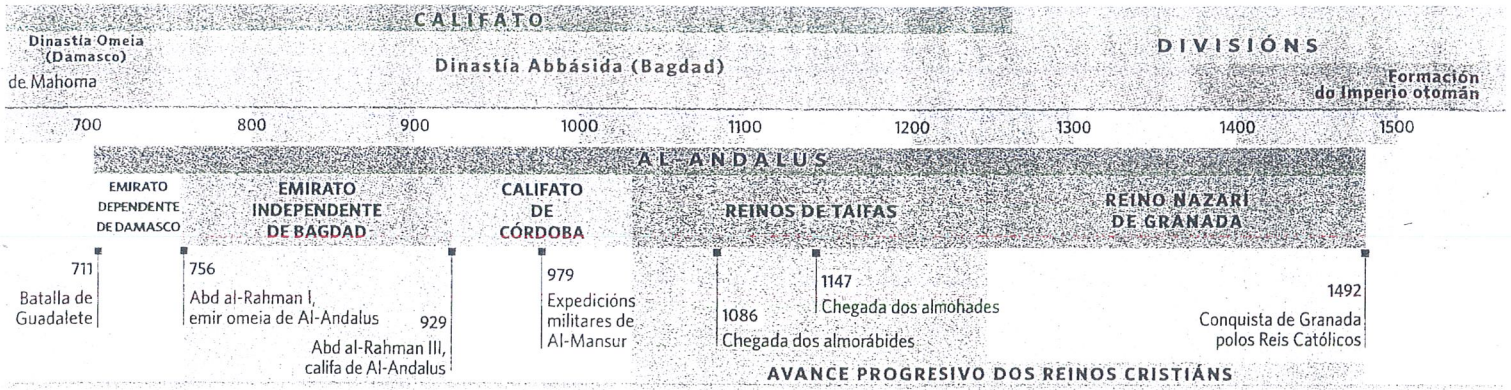 CALIFATO
Dinastía Omeia
(Damasco)
de Mahoma
Dinastía Abbásida (Bagdad)
DIVISIÓNS
Formación
do Imperio otomán
700 800 900 1000 1100 1200 1300 1400 1500
AL-ANDALUS
EMIRATO
DEPENDENTE
DE DAMASCO
EMIRATO
INDEPENDENTE
DE BAGDAD
CALIFATO
DE
CÓRDOBA
REINOS DE TAIFAS
REINO NAZARÍ
DE GRANADA
711
Batalla de
Guadalete
756
Abd al-Rahman I,
emir omeia de Al-Andalus
929
Abd al-Rahman III,
califa de Al-Andalus
979
Expedicións
militares de
Al-Mansur
1086
Chegada dos almorábides
1147
Chegada dos almohades
1492
Conquista de Granada
polos Reis Católicos
AVANCE PROGRESIVO DOS REINOS CRISTIÁNS